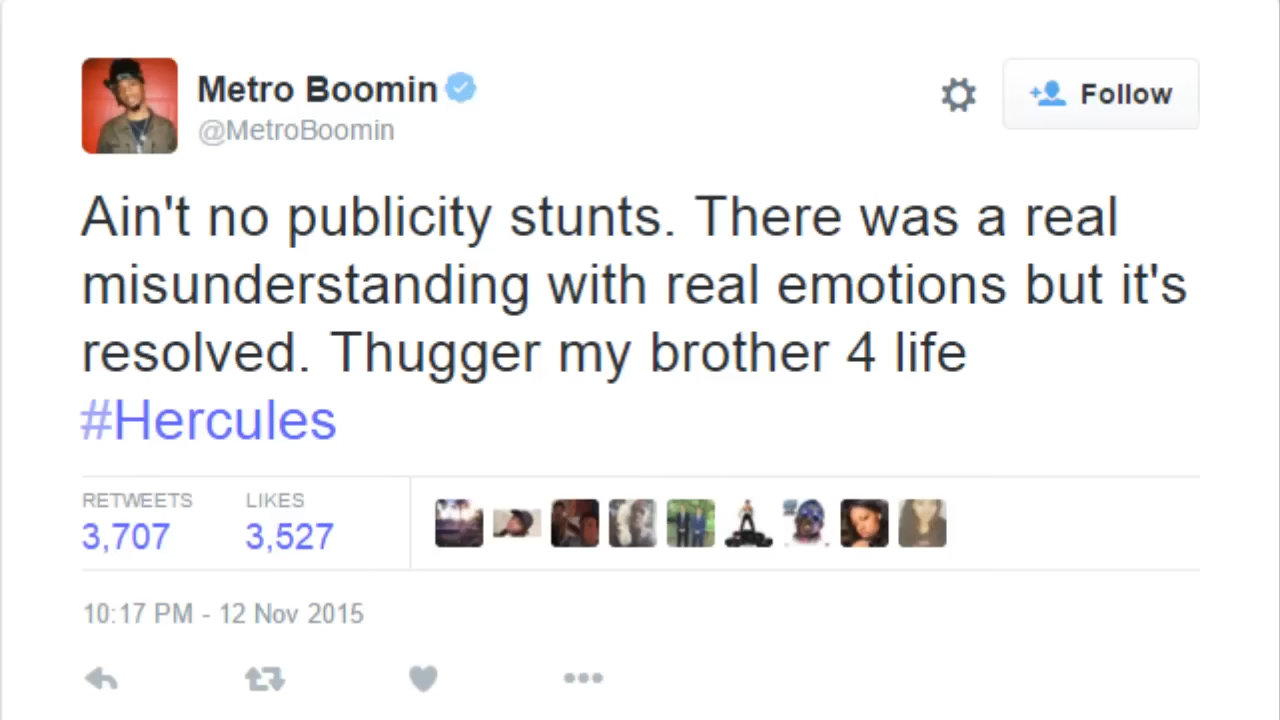 Metro Boomin
@MetroBoomin
Follow
Ain't no publicity stunts. There was a real
misunderstanding with real emotions but it's
resolved. Thugger my brother 4 life
#Hercules
RETWEETS LIKES
3,707 3,527
10:17 PM - 12 Nov 2015